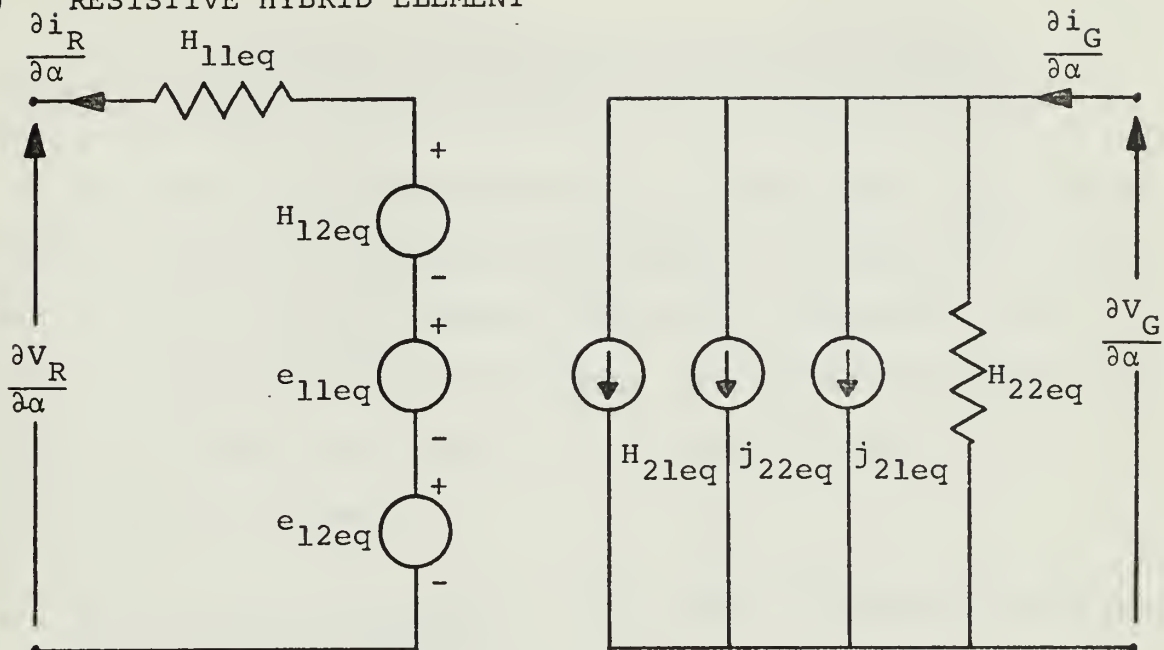 ) RESISTIVE HYBRID ELEMENT
∂i_R/∂α
H_11eq
∂i_G/∂α
+
H_12eq
-
+
∂V_R/∂α
e_11eq
-
+
e_12eq
-
H_21eq
j_22eq
j_21eq
H_22eq
∂V_G/∂α